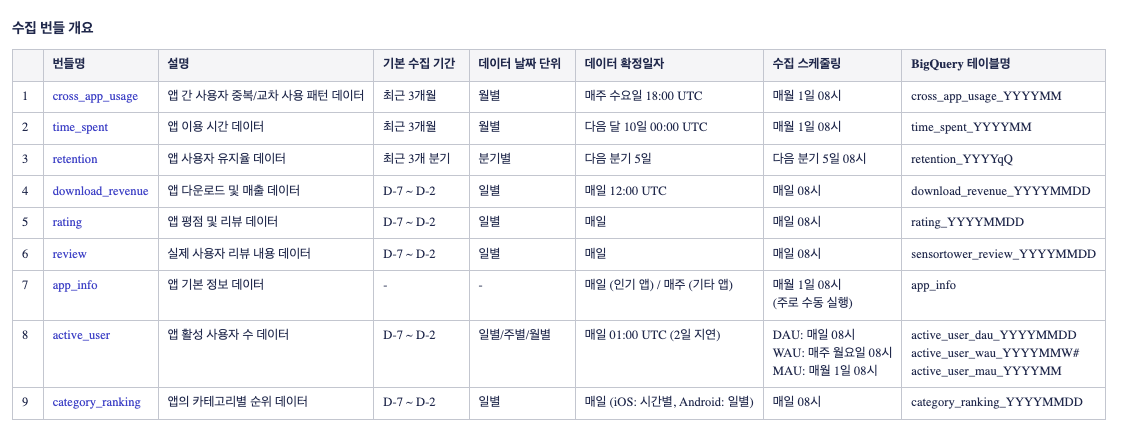 수집 번들 개요
번들명 설명 기본 수집 기간 데이터 날짜 단위 데이터 확정일자 수집 스케줄링 BigQuery 테이블명
1 cross_app_usage 앱 간 사용자 중복/교차 사용 패턴 데이터 최근 3개월 월별 매주 수요일 18:00 UTC 매월 1일 08시 cross_app_usage_YYYYMM
2 time_spent 앱 이용 시간 데이터 최근 3개월 월별 다음 달 10일 00:00 UTC 매월 1일 08시 time_spent_YYYYMM
3 retention 앱 사용자 유지율 데이터 최근 3개 분기 분기별 다음 분기 5일 다음 분기 5일 08시 retention_YYYYqQ
4 download_revenue 앱 다운로드 및 매출 데이터 D-7 ~ D-2 일별 매일 12:00 UTC 매일 08시 download_revenue_YYYYMMDD
5 rating 앱 평점 및 리뷰 데이터 D-7 ~ D-2 일별 매일 매일 08시 rating_YYYYMMDD
6 review 실제 사용자 리뷰 내용 데이터 D-7 ~ D-2 일별 매일 매일 08시 sensortower_review_YYYYMMDD
7 app_info 앱 기본 정보 데이터 - - 매일 (인기 앱) / 매주 (기타 앱) 매월 1일 08시 app_info
(주로 수동 실행)
8 active_user 앱 활성 사용자 수 데이터 D-7 ~ D-2 일별/주별/월별 매일 01:00 UTC (2일 지연) DAU: 매일 08시 active_user_dau_YYYYMMDD
WAU: 매주 월요일 08시 active_user_wau_YYYYMMW#
MAU: 매월 1일 08시 active_user_mau_YYYYMM
9 category_ranking 앱의 카테고리별 순위 데이터 D-7 ~ D-2 일별 매일 (iOS: 시간별, Android: 일별) 매일 08시 category_ranking_YYYYMMDD